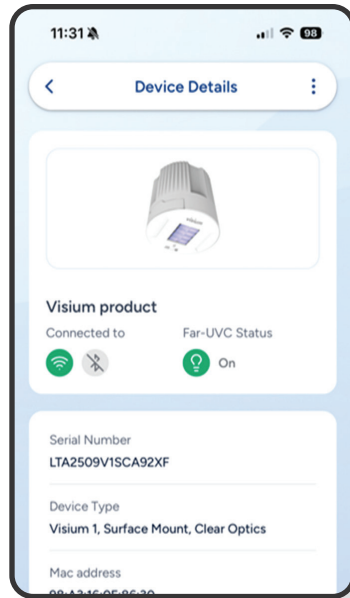 11:31
98
Device Details
visium
Visium product
Connected to
Far-UVC Status
On
Serial Number
LTA2509V1SCA92XF
Device Type
Visium 1, Surface Mount, Clear Optics
Mac address